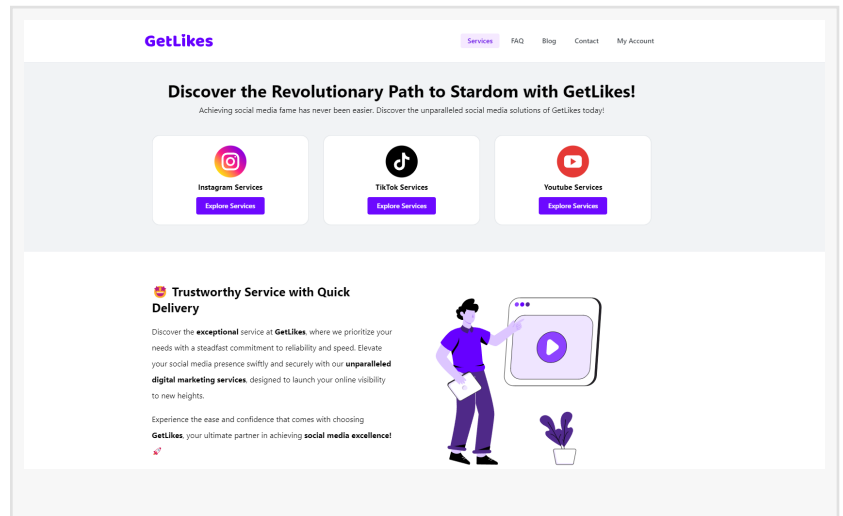 GetLikes
Services FAQ Blog Contact My Account
Discover the Revolutionary Path to Stardom with GetLikes!
Achieving social media fame has never been easier. Discover the unparalleled social media solutions of GetLikes today!
Instagram Services
Explore Services
TikTok Services
Explore Services
Youtube Services
Explore Services
🤩 Trustworthy Service with Quick
Delivery
Discover the exceptional service at GetLikes, where we prioritize your
needs with a steadfast commitment to reliability and speed. Elevate
your social media presence swiftly and securely with our unparalleled
digital marketing services, designed to launch your online visibility
to new heights.
Experience the ease and confidence that comes with choosing
GetLikes, your ultimate partner in achieving social media excellence!
🚀